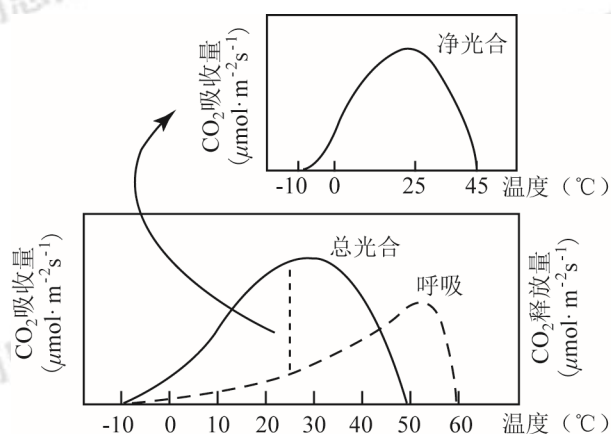 净光合
CO₂吸收量
(μmol·m⁻²s⁻¹)
-10 0 25 45 温度（℃）
总光合
呼吸
CO₂吸收量
(μmol·m⁻²s⁻¹)
CO₂释放量
(μmol·m⁻²s⁻¹)
-10 0 10 20 30 40 50 60 温度（℃）